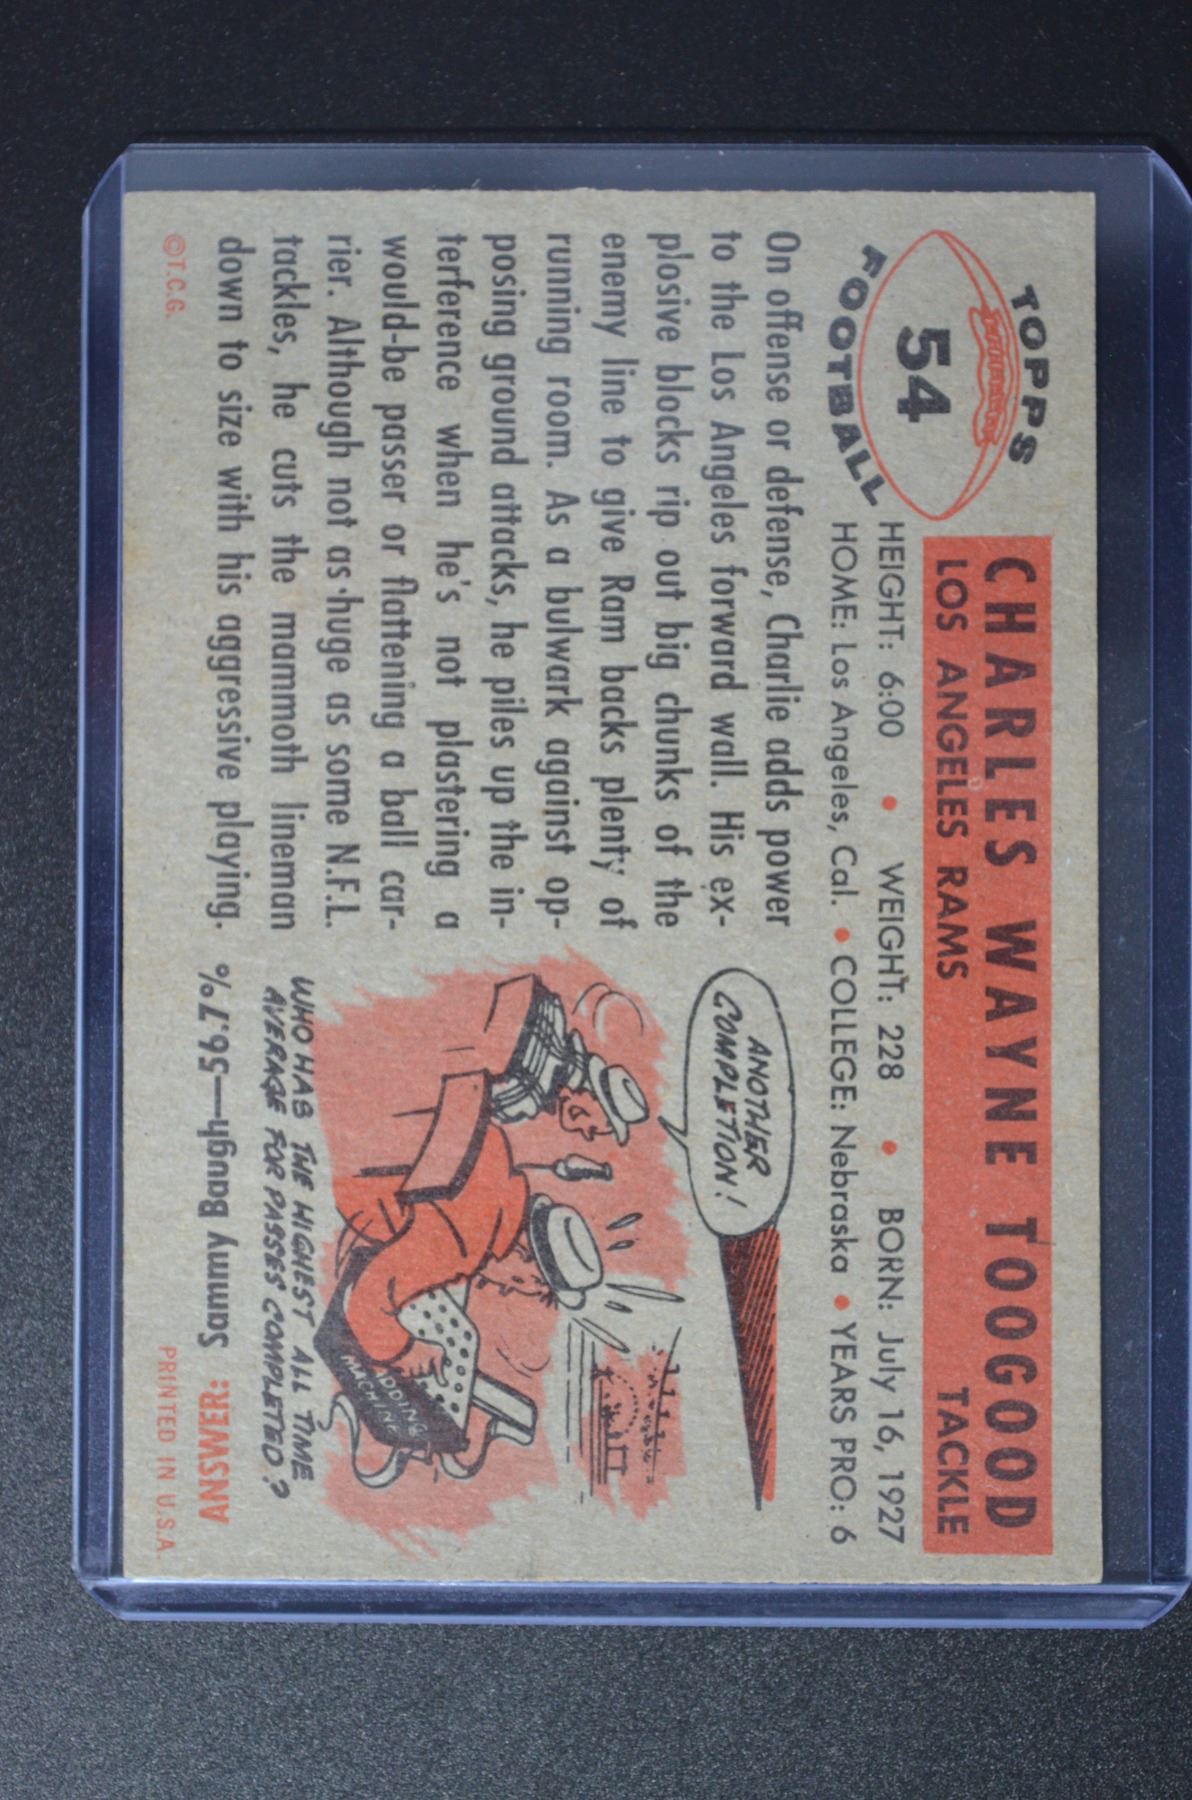 TOPPS
54
FOOTBALL
CHARLES WAYNE TOOGOOD
LOS ANGELES RAMS TACKLE
HEIGHT: 6:00 • WEIGHT: 228 • BORN: July 16, 1927
HOME: Los Angeles, Cal. • COLLEGE: Nebraska • YEARS PRO: 6
On offense or defense, Charlie adds power
to the Los Angeles forward wall. His ex-
plosive blocks rip out big chunks of the
enemy line to give Ram backs plenty of
running room. As a bulwark against op-
posing ground attacks, he piles up the in-
terference when he's not plastering a
would-be passer or flattening a ball car-
rier. Although not as huge as some N.F.L.
tackles, he cuts the mammoth lineman
down to size with his aggressive playing.
ANOTHER
COMPLETION!
ADDING
MACHINE
WHO HAS THE HIGHEST ALL TIME
AVERAGE FOR PASSES COMPLETED?
ANSWER: Sammy Baugh—56.7%
©T.C.G.
PRINTED IN U.S.A.